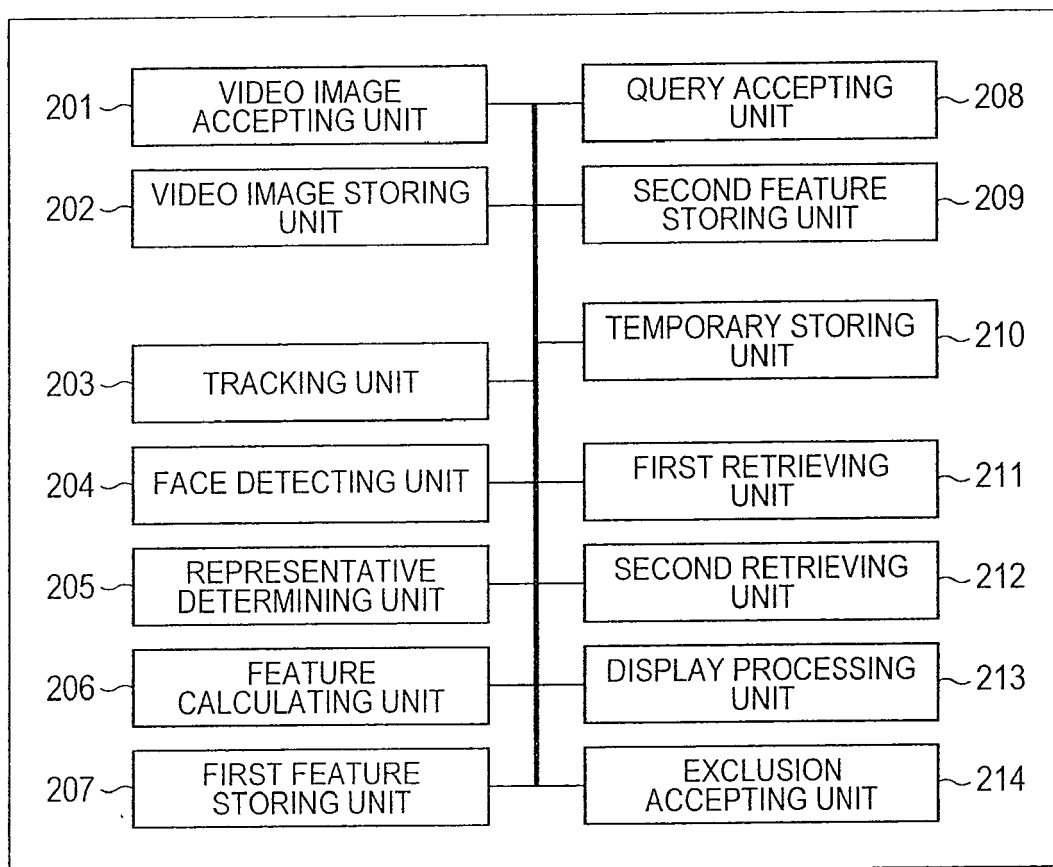 201
VIDEO IMAGE
ACCEPTING UNIT
202
VIDEO IMAGE STORING
UNIT
203
TRACKING UNIT
204
FACE DETECTING UNIT
205
REPRESENTATIVE
DETERMINING UNIT
206
FEATURE
CALCULATING UNIT
207
FIRST FEATURE
STORING UNIT
QUERY ACCEPTING
UNIT
208
SECOND FEATURE
STORING UNIT
209
TEMPORARY STORING
UNIT
210
FIRST RETRIEVING
UNIT
211
SECOND RETRIEVING
UNIT
212
DISPLAY PROCESSING
UNIT
213
EXCLUSION
ACCEPTING UNIT
214